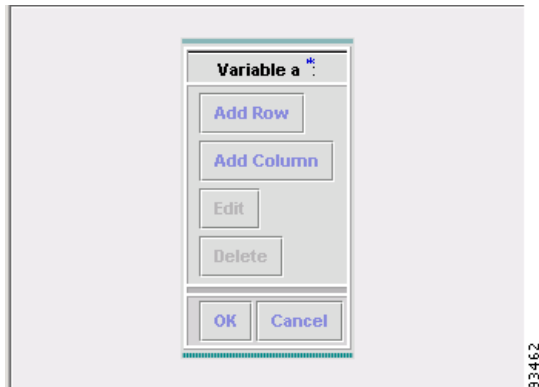 Variable a *:
Add Row
Add Column
Edit
Delete
OK Cancel
93462